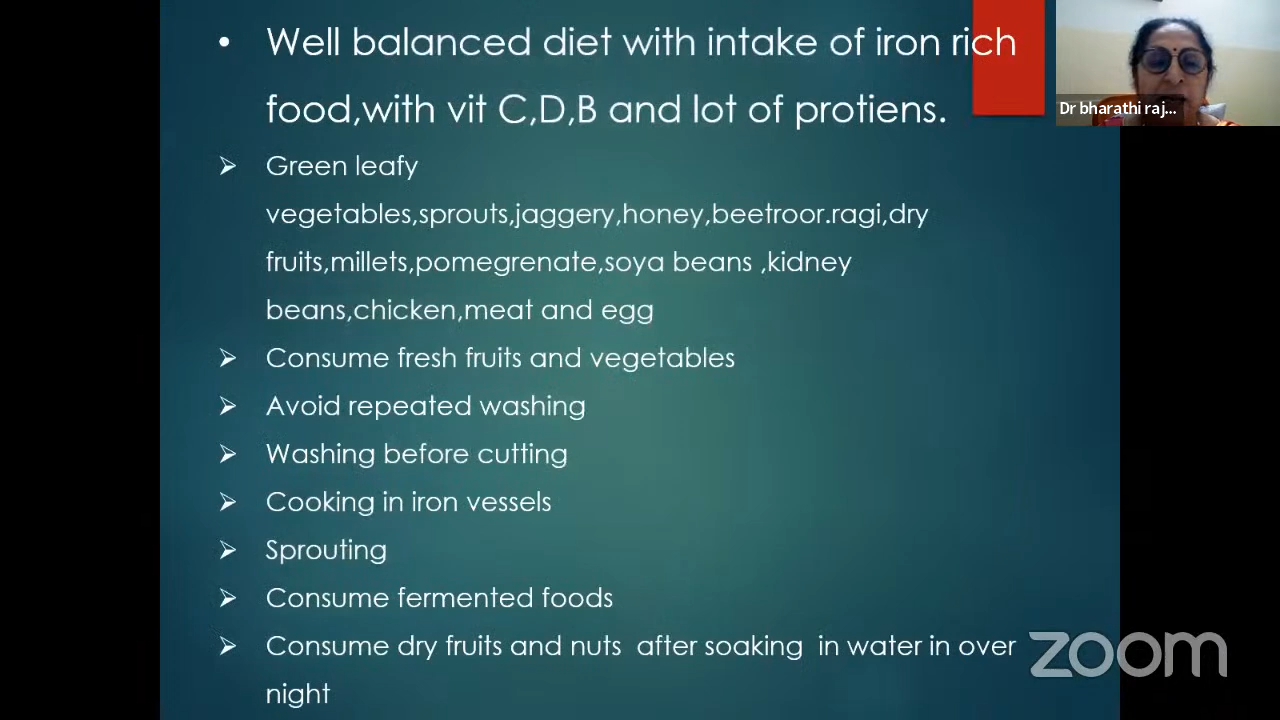 • Well balanced diet with intake of iron rich
food,with vit C,D,B and lot of protiens.
Dr bharathi raj...
➢ Green leafy
vegetables,sprouts,jaggery,honey,beetroor.ragi,dry
fruits,millets,pomegrenate,soya beans ,kidney
beans,chicken,meat and egg
➢ Consume fresh fruits and vegetables
➢ Avoid repeated washing
➢ Washing before cutting
➢ Cooking in iron vessels
➢ Sprouting
➢ Consume fermented foods
➢ Consume dry fruits and nuts  after soaking  in water in over
night
zoom